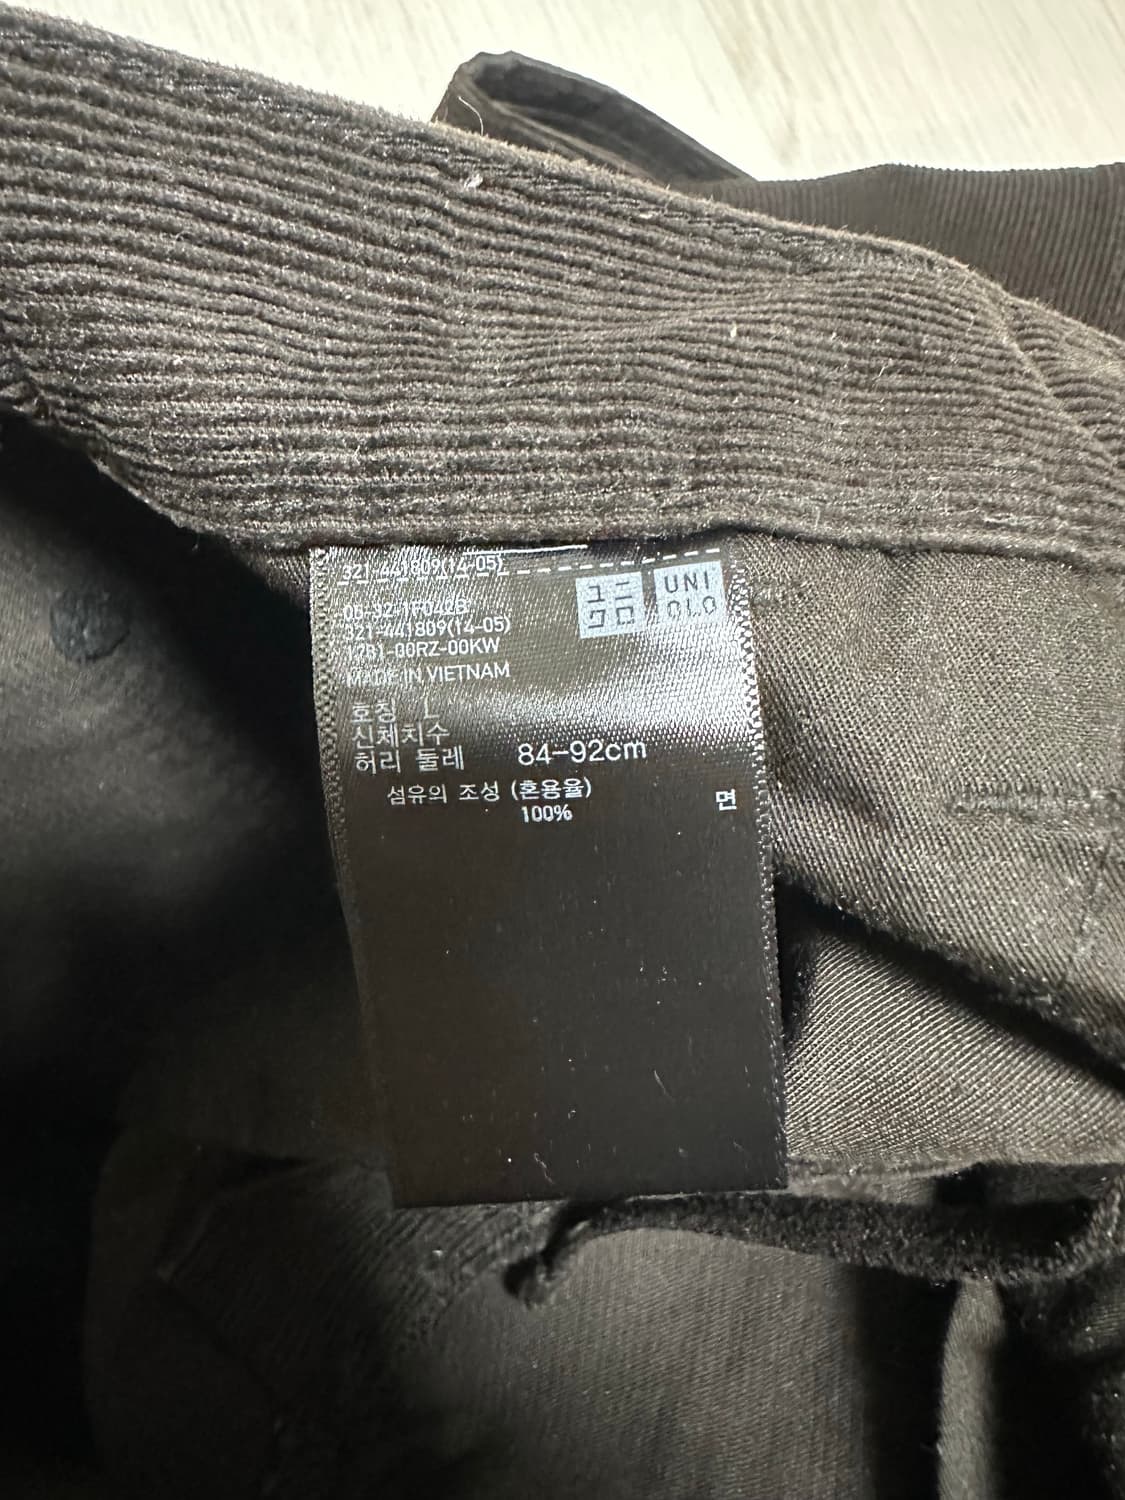 321-441809(14-05)
ユニ
クロ
UNI
QLO
06-32-1F042B
321-441809(14-05)
1781-00RZ-00KW
MADE IN VIETNAM
호칭 L
신체치수
허리 둘레 84-92cm
섬유의 조성 (혼용율)
면 100%